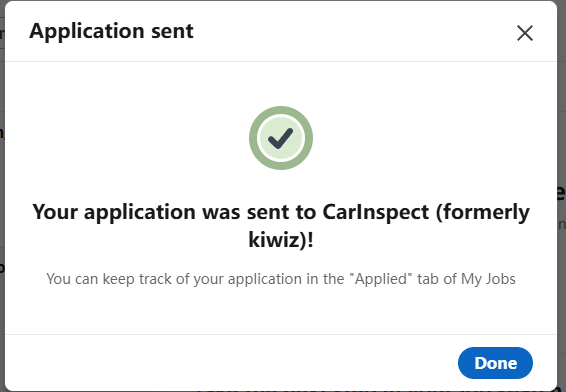 Application sent
Your application was sent to CarInspect (formerly
kiwiz)!
You can keep track of your application in the "Applied" tab of My Jobs
Done